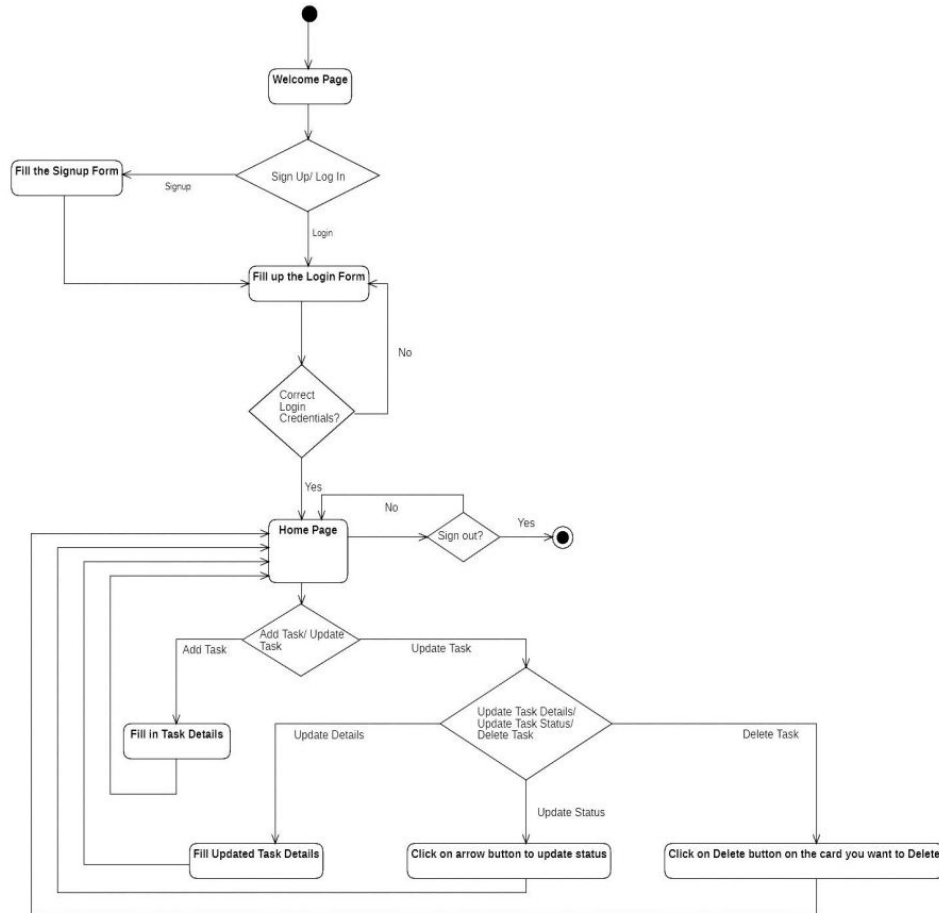 Welcome Page
Sign Up/ Log In
Fill the Signup Form
Signup
Login
Fill up the Login Form
No
Correct
Login
Credentials?
Yes
No
Yes
Home Page
Sign out?
Add Task/ Update
Task
Add Task
Update Task
Update Task Details/
Update Task Status/
Delete Task
Fill in Task Details
Update Details
Delete Task
Update Status
Fill Updated Task Details
Click on arrow button to update status
Click on Delete button on the card you want to Delete